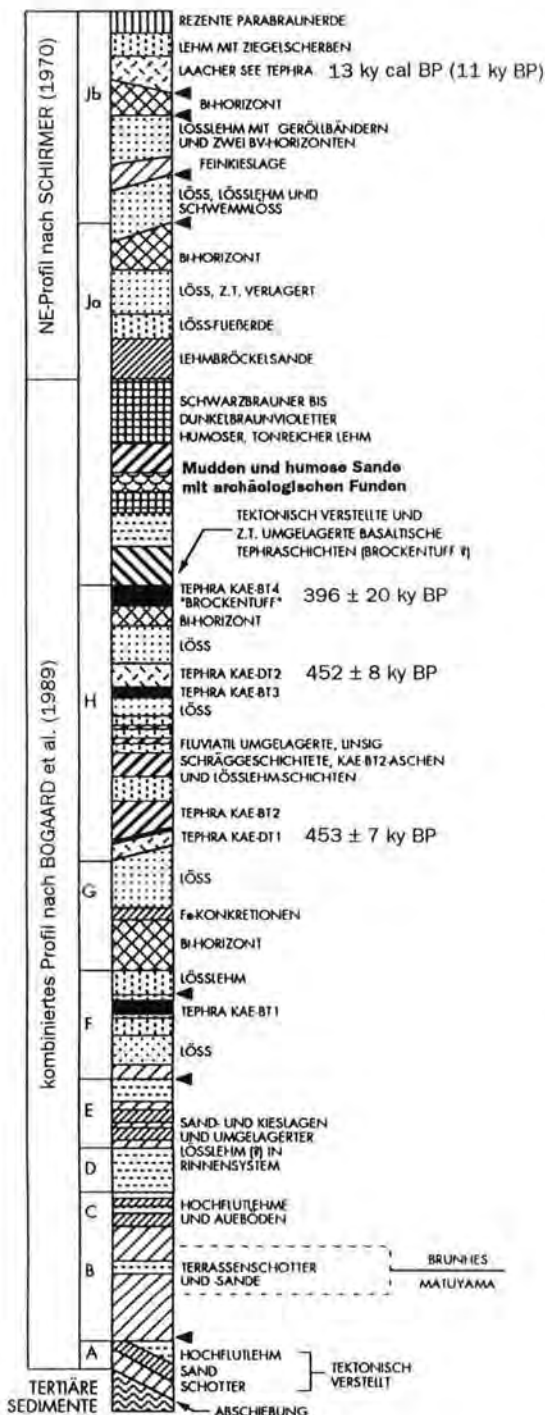 NE-Profil nach SCHIRMER (1970)
kombiniertes Profil nach BOGAARD et al. (1989)
Jb
Ja
H
G
F
E
D
C
B
A
REZENTE PARABRAUNERDE
LEHM MIT ZIEGELSCHERBEN
LAACHER SEE TEPHRA 13 ky cal BP (11 ky BP)
BI-HORIZONT
LÖSSLEHM MIT GERÖLLBÄNDERN
UND ZWEI BV-HORIZONTEN
FEINKIESLAGE
LÖSS, LÖSSLEHM UND
SCHWEMMLÖSS
BI-HORIZONT
LÖSS, Z.T. VERLAGERT
LÖSS-FLIEßERDE
LEHMBRÖCKELSANDE
SCHWARZBRAUNER BIS
DUNKELBRAUNVIOLETTER
HUMOSER, TONREICHER LEHM
Mudden und humose Sande
mit archäologischen Funden
TEKTONISCH VERSTELLTE UND
Z.T. UMGELAGERTE BASALTISCHE
TEPHRASCHICHTEN (BROCKENTUFF ?)
TEPHRA KAE-BT4 396 ± 20 ky BP
"BROCKENTUFF"
BI-HORIZONT
LÖSS
TEPHRA KAE-DT2 452 ± 8 ky BP
TEPHRA KAE-BT3
LÖSS
FLUVIATIL UMGELAGERTE, LINSIG
SCHRÄGGESCHICHTETE, KAE-BT2-ASCHEN
UND LÖSSLEHM-SCHICHTEN
TEPHRA KAE-BT2
TEPHRA KAE-DT1 453 ± 7 ky BP
LÖSS
Fe-KONKRETIONEN
BI-HORIZONT
LÖSSLEHM
TEPHRA KAE-BT1
LÖSS
SAND- UND KIESLAGEN
UND UMGELAGERTER
LÖSSLEHM (?) IN
RINNENSYSTEM
HOCHFLUTLEHME
UND AUEBÖDEN
TERRASSENSCHOTTER
UND SANDE
BRUNHES
MATUYAMA
HOCHFLUTLEHM
SAND
SCHOTTER
TEKTONISCH
VERSTELLT
TERTIÄRE
SEDIMENTE
ABSCHIEBUNG